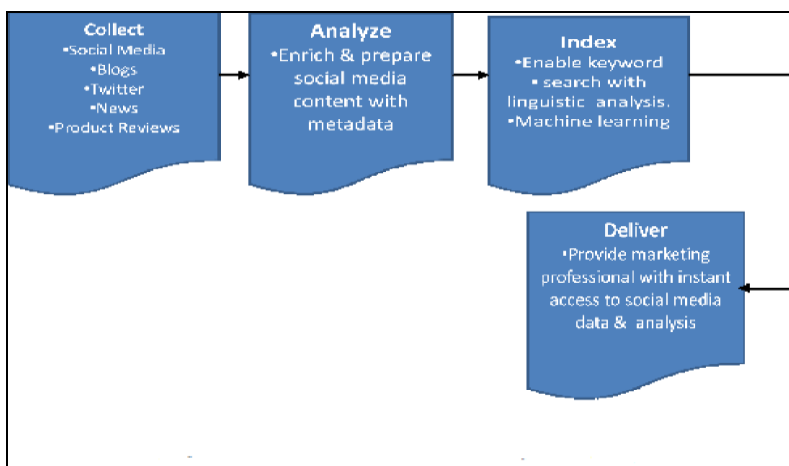 Collect
•Social Media
•Blogs
•Twitter
•News
•Product Reviews
Analyze
•Enrich & prepare
social media
content with
metadata
Index
•Enable keyword
• search with
linguistic analysis.
•Machine learning
Deliver
•Provide marketing
professional with instant
access to social media
data & analysis